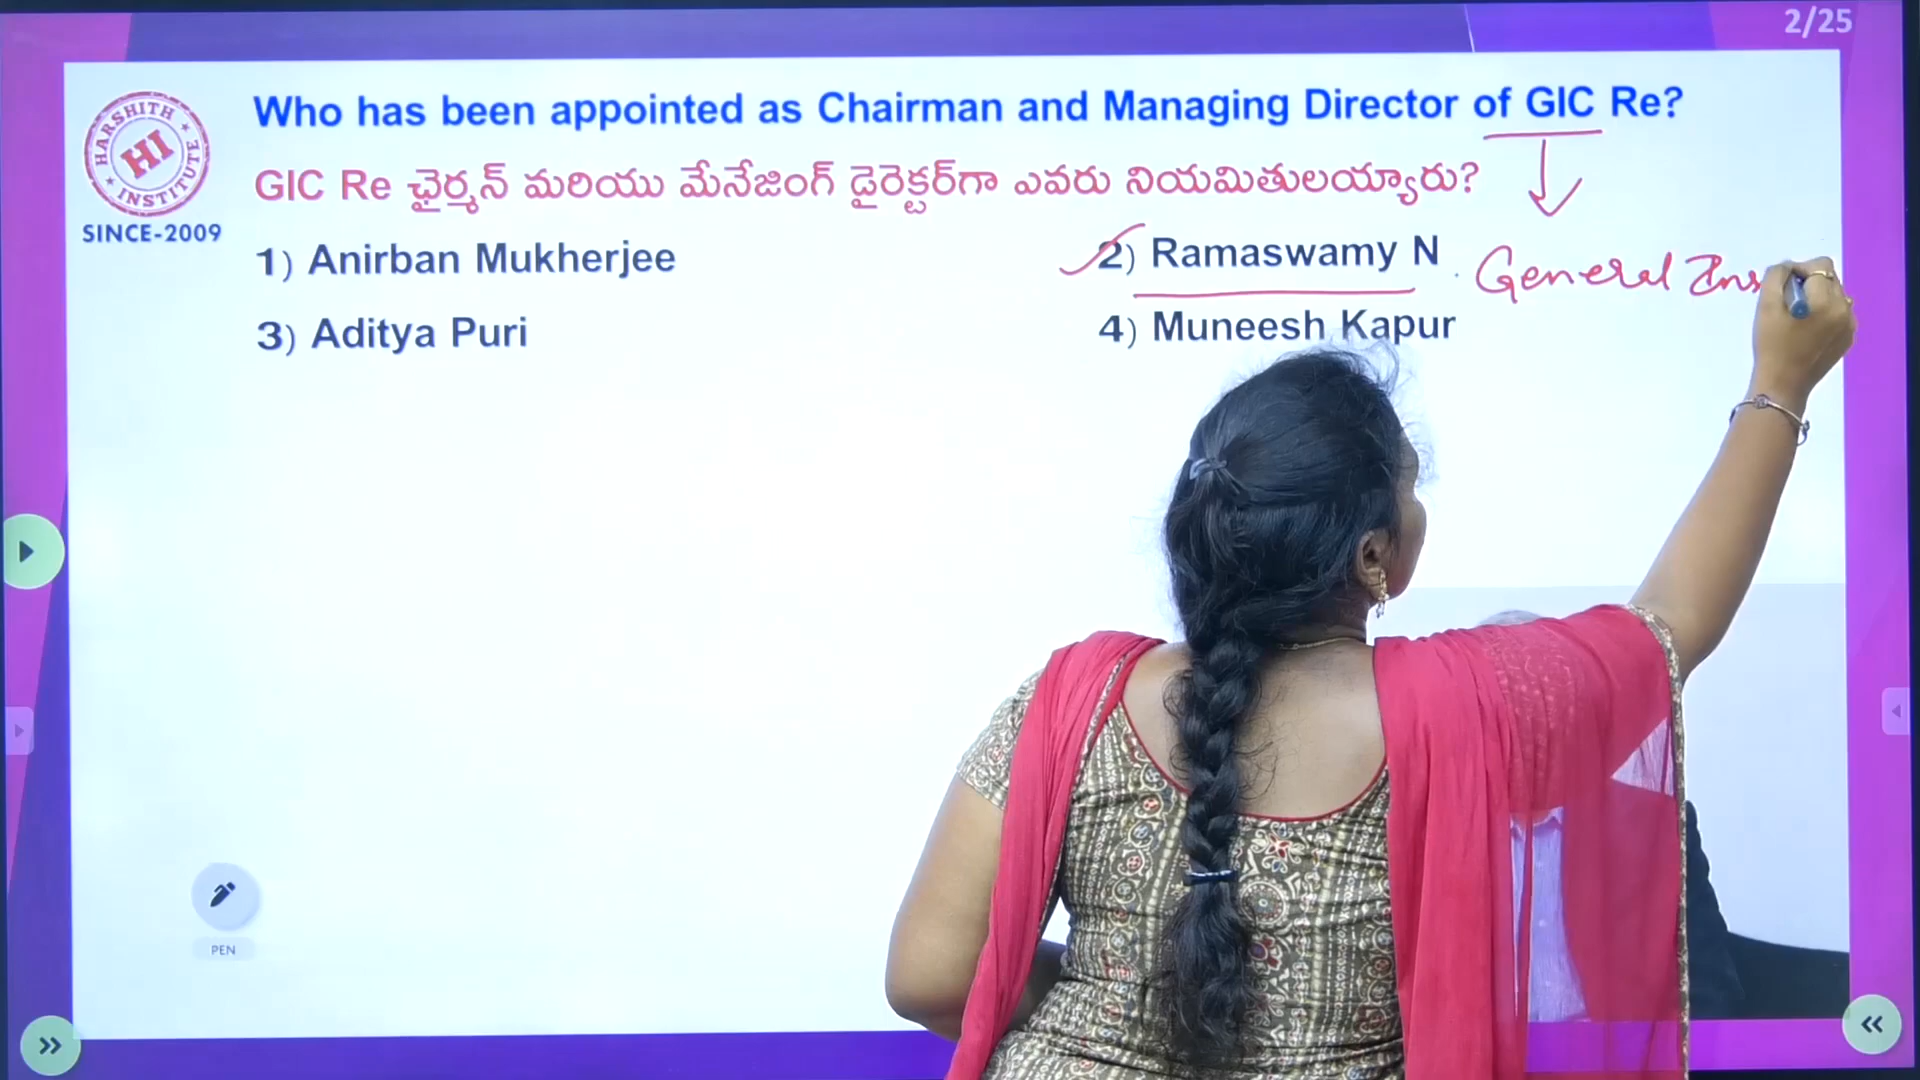 2/25
HARSHITH
HI
INSTITUTE
SINCE-2009
Who has been appointed as Chairman and Managing Director of GIC Re?
GIC Re ఛైర్మన్ మరియు మేనేజింగ్ డైరెక్టర్‌గా ఎవరు నియమితులయ్యారు?
1) Anirban Mukherjee
2) Ramaswamy N
General Ins
3) Aditya Puri
4) Muneesh Kapur
PEN